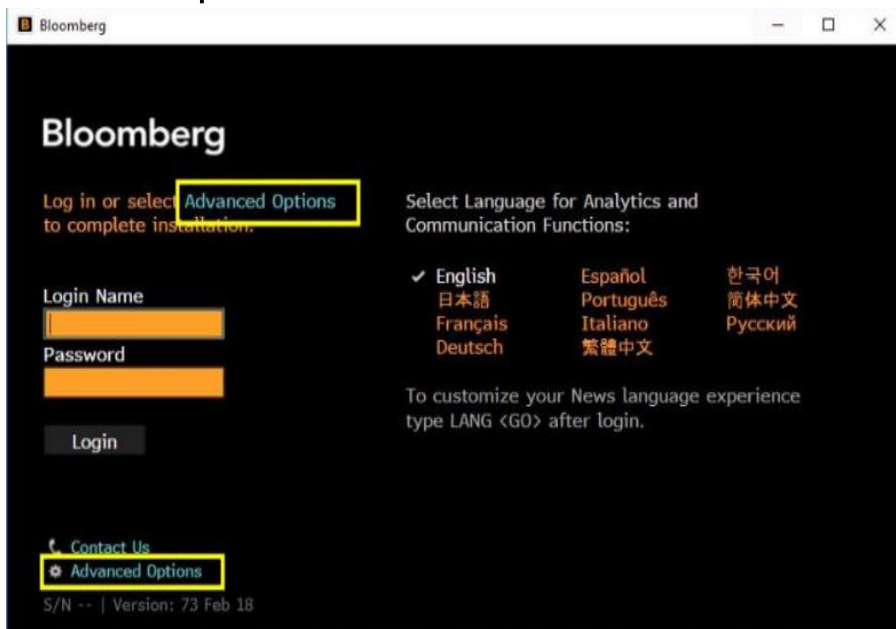 Bloomberg
Bloomberg
Log in or select Advanced Options
to complete installation.
Login Name
Password
Login
Contact Us
Advanced Options
S/N -- | Version: 73 Feb 18
Select Language for Analytics and
Communication Functions:
English Español 한국어
日本語 Português 简体中文
Français Italiano Русский
Deutsch 繁體中文
To customize your News language experience
type LANG <GO> after login.